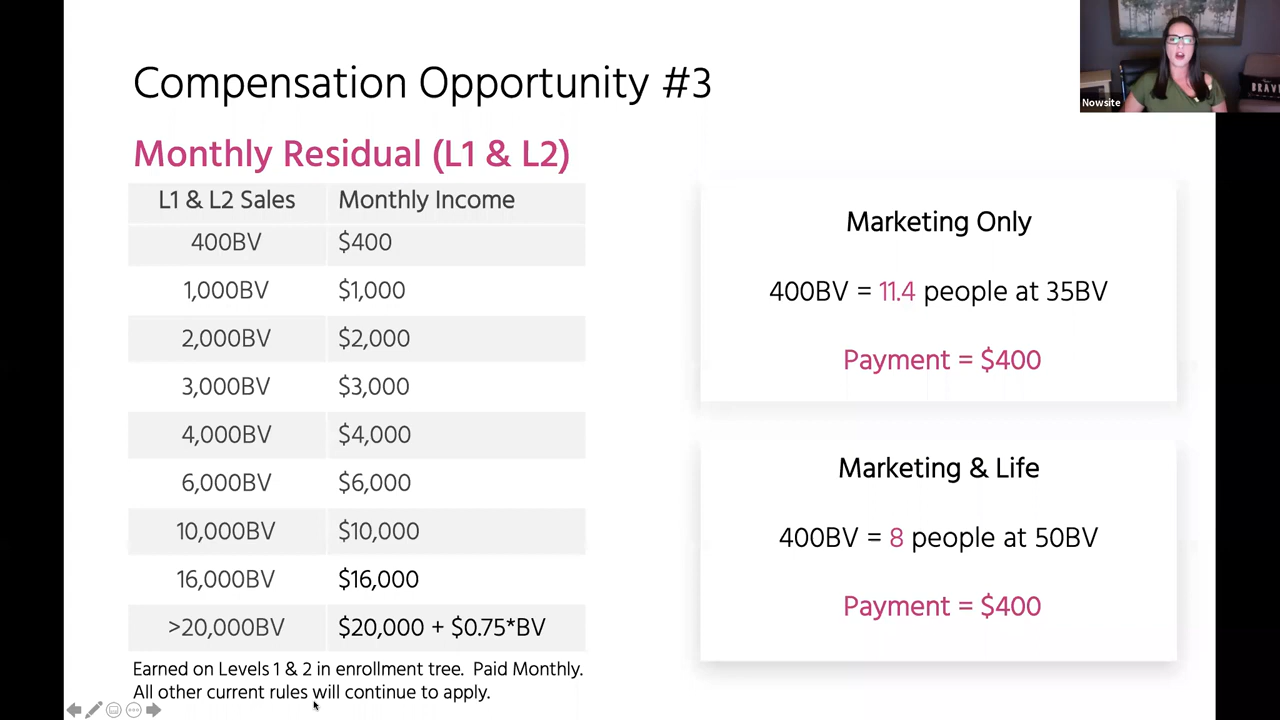 Compensation Opportunity #3
Monthly Residual (L1 & L2)
L1 & L2 Sales Monthly Income
400BV $400
1,000BV $1,000
2,000BV $2,000
3,000BV $3,000
4,000BV $4,000
6,000BV $6,000
10,000BV $10,000
16,000BV $16,000
>20,000BV $20,000 + $0.75*BV
Earned on Levels 1 & 2 in enrollment tree. Paid Monthly.
All other current rules will continue to apply.
Marketing Only
400BV = 11.4 people at 35BV
Payment = $400
Marketing & Life
400BV = 8 people at 50BV
Payment = $400
Nowsite
BRAVE